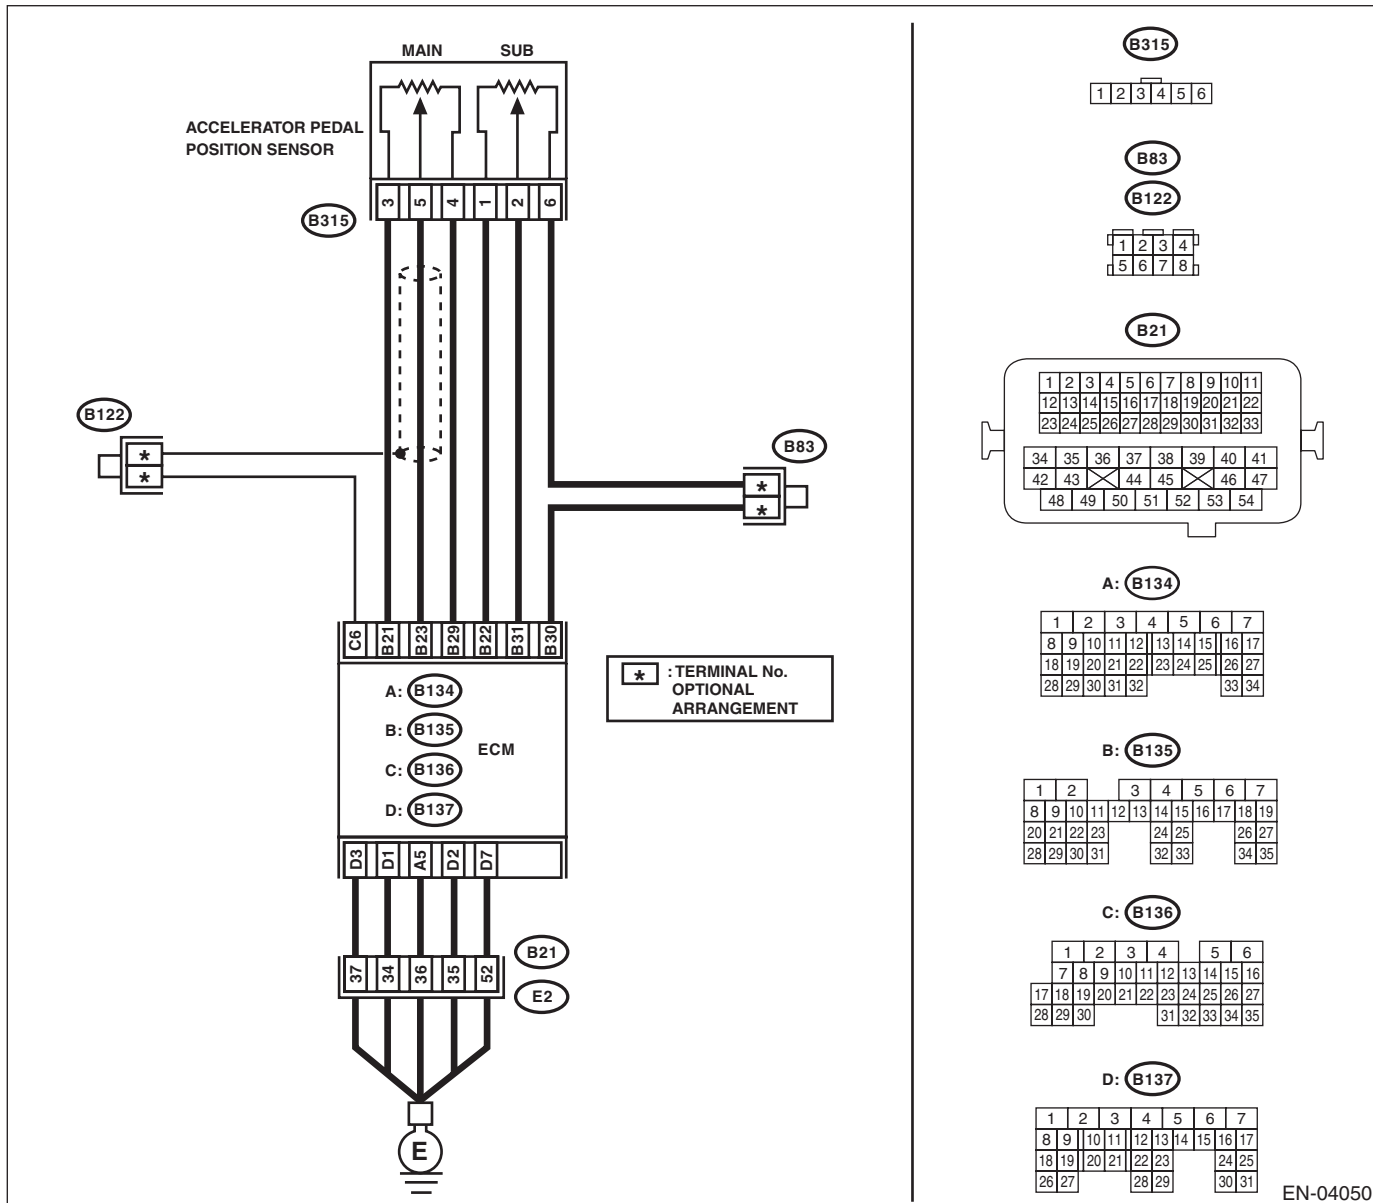 MAIN SUB
ACCELERATOR PEDAL
POSITION SENSOR
3 5 4 1 2 6
B315
B122
*
*
B83
*
*
C6 B21 B23 B29 B22 B31 B30
A: B134
B: B135
C: B136
D: B137
ECM
* : TERMINAL No.
OPTIONAL
ARRANGEMENT
D3 D1 A5 D2 D7
B21
37 34 36 35 52
E2
E
B315
1 2 3 4 5 6
B83
B122
1 2 3 4
5 6 7 8
B21
1 2 3 4 5 6 7 8 9 10 11
12 13 14 15 16 17 18 19 20 21 22
23 24 25 26 27 28 29 30 31 32 33
34 35 36 37 38 39 40 41
42 43 44 45 46 47
48 49 50 51 52 53 54
A: B134
1 2 3 4 5 6 7
8 9 10 11 12 13 14 15 16 17
18 19 20 21 22 23 24 25 26 27
28 29 30 31 32 33 34
B: B135
1 2 3 4 5 6 7
8 9 10 11 12 13 14 15 16 17 18 19
20 21 22 23 24 25 26 27
28 29 30 31 32 33 34 35
C: B136
1 2 3 4 5 6
7 8 9 10 11 12 13 14 15 16
17 18 19 20 21 22 23 24 25 26 27
28 29 30 31 32 33 34 35
D: B137
1 2 3 4 5 6 7
8 9 10 11 12 13 14 15 16 17
18 19 20 21 22 23 24 25
26 27 28 29 30 31
EN-04050